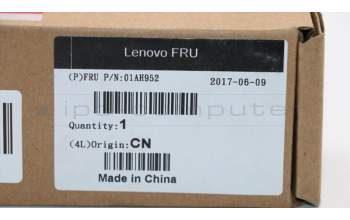 Lenovo FRU
(P)FRU P/N:01AH952 2017-06-09
Quantity:1
(4L)Origin:CN
Made in China